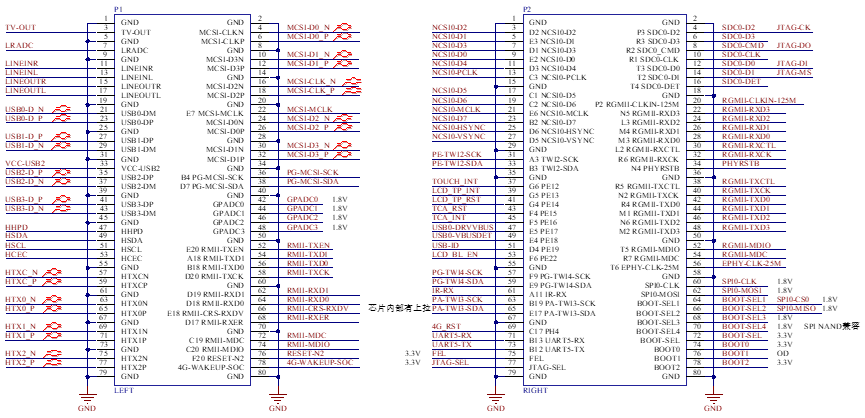 P1
TV-OUT
LRADC
LINEINR
LINEINL
LINEOUTR
LINEOUTL
USB0-D_N
USB0-D_P
USB1-D_P
USB1-D_N
VCC-USB2
USB2-D_P
USB2-D_N
USB3-D_P
USB3-D_N
HHPD
HSDA
HSCL
HCEC
HTXC_N
HTXC_P
HTX0_N
HTX0_P
HTX1_N
HTX1_P
HTX2_N
HTX2_P
1 GND GND 2
3 TV-OUT MCSI-CLKN 4
5 GND MCSI-CLKP 6
7 LRADC GND 8
9 GND MCSI-D3N 10
11 LINEINR MCSI-D3P 12
13 LINEINL GND 14
15 LINEOUTR MCSI-D2N 16
17 LINEOUTL MCSI-D2P 18
19 GND GND 20
21 USB0-DM E7 MCSI-MCLK 22
23 USB0-DP MCSI-D0N 24
25 GND MCSI-D0P 26
27 USB1-DP GND 28
29 USB1-DM MCSI-D1N 30
31 GND MCSI-D1P 32
33 VCC-USB2 GND 34
35 USB2-DP B4 PG-MCSI-SCK 36
37 USB2-DM D7 PG-MCSI-SDA 38
39 GND GND 40
41 USB3-DP GPADC0 42
43 USB3-DM GPADC1 44
45 GND GPADC2 46
47 HHPD GPADC3 48
49 HSDA GND 50
51 HSCL E20 RMII-TXEN 52
53 HCEC A18 RMII-TXD1 54
55 GND B18 RMII-TXD0 56
57 HTXCN D20 RMII-TXCK 58
59 HTXCP GND 60
61 GND D19 RMII-RXD1 62
63 HTX0N D18 RMII-RXD0 64
65 HTX0P E18 RMII-CRS-RXDV 66
67 GND D17 RMII-RXER 68
69 HTX1N GND 70
71 HTX1P C19 RMII-MDC 72
73 GND C20 RMII-MDIO 74
75 HTX2N F20 RESET-N2 76
77 HTX2P 4G-WAKEUP-SOC 78
79 GND GND 80
LEFT
GND
GND
MCSI-D0_N
MCSI-D0_P
MCSI-D1_N
MCSI-D1_P
MCSI-CLK_N
MCSI-CLK_P
MCSI-MCLK
MCSI-D2_N
MCSI-D2_P
MCSI-D3_N
MCSI-D3_P
PG-MCSI-SCK
PG-MCSI-SDA
GPADC0 1.8V
GPADC1 1.8V
GPADC2 1.8V
GPADC3 1.8V
RMII-TXEN
RMII-TXD1
RMII-TXD0
RMII-TXCK
RMII-RXD1
RMII-RXD0 芯片内部有上拉
RMII-CRS-RXDV
RMII-RXER
RMII-MDC
RMII-MDIO
RESET-N2 3.3V
4G-WAKEUP-SOC 3.3V
P2
NCSI0-D2
NCSI0-D1
NCSI0-D3
NCSI0-D0
NCSI0-D4
NCSI0-PCLK
NCSI0-D5
NCSI0-D6
NCSI0-MCLK
NCSI0-D7
NCSI0-HSYNC
NCSI0-VSYNC
PE-TWI2-SCK
PE-TWI2-SDA
TOUCH_INT
LCD_TP_INT
LCD_TP_RST
TCA_RST
TCA_INT
USB0-DRVVBUS
USB0-VBUSDET
USB-ID
LCD_BL_EN
PG-TWI4-SCK
PG-TWI4-SDA
IR-RX
PA-TWI3-SCK
PA-TWI3-SDA
4G_RST
UART5-RX
UART5-TX
FEL
JTAG-SEL
1 GND GND 2
3 D2 NCSI0-D2 P3 SDC0-D2 4
5 E3 NCSI0-D1 R3 SDC0-D3 6
7 D1 NCSI0-D3 R2 SDC0_CMD 8
9 E2 NCSI0-D0 R1 SDC0-CLK 10
11 D3 NCSI0-D4 T3 SDC0-D0 12
13 C3 NCSI0-PCLK T2 SDC0-D1 14
15 GND T4 SDC0-DET 16
17 C1 NCSI0-D5 GND 18
19 C2 NCSI0-D6 P2 RGMII-CLKIN-125M 20
21 E6 NCSI0-MCLK N5 RGMII-RXD3 22
23 B2 NCSI0-D7 L3 RGMII-RXD2 24
25 D6 NCSI0-HSYNC M4 RGMII-RXD1 26
27 D5 NCSI0-VSYNC M3 RGMII-RXD0 28
29 GND L2 RGMII-RXCTL 30
31 A3 TWI2-SCK R6 RGMII-RXCK 32
33 B3 TWI2-SDA N4 PHYRSTB 34
35 GND GND 36
37 G6 PE12 R5 RGMII-TXCTL 38
39 G5 PE13 N2 RGMII-TXCK 40
41 G4 PE14 R4 RGMII-TXD0 42
43 F4 PE15 M1 RGMII-TXD1 44
45 F5 PE16 N6 RGMII-TXD2 46
47 E5 PE17 M2 RGMII-TXD3 48
49 E4 PE18 GND 50
51 D4 PE19 T5 RGMII-MDIO 52
53 F6 PE22 R7 RGMII-MDC 54
55 GND T6 EPHY-CLK-25M 56
57 F9 PG-TWI4-SCK GND 58
59 E9 PG-TWI4-SDA SPI0-CLK 60
61 A11 IR-RX SPI0-MOSI 62
63 B19 PA-TWI3-SCK BOOT-SEL1 64
65 E17 PA-TWI3-SDA BOOT-SEL2 66
67 GND BOOT-SEL3 68
69 C17 PH4 BOOT-SEL4 70
71 B13 UART5-RX BOOT-SEL 72
73 B12 UART5-TX BOOT0 74
75 FEL BOOT1 76
77 JTAG-SEL BOOT2 78
79 GND GND 80
RIGHT
GND
GND
SDC0-D2 JTAG-CK
SDC0-D3
SDC0-CMD JTAG-DO
SDC0-CLK
SDC0-D0 JTAG-DI
SDC0-D1 JTAG-MS
SDC0-DET
RGMII-CLKIN-125M
RGMII-RXD3
RGMII-RXD2
RGMII-RXD1
RGMII-RXD0
RGMII-RXCTL
RGMII-RXCK
PHYRSTB
RGMII-TXCTL
RGMII-TXCK
RGMII-TXD0
RGMII-TXD1
RGMII-TXD2
RGMII-TXD3
RGMII-MDIO
RGMII-MDC
EPHY-CLK-25M
SPI0-CLK 1.8V
SPI0-MOSI 1.8V
BOOT-SEL1 SPI0-CS0 1.8V
BOOT-SEL2 SPI0-MISO 1.8V
BOOT-SEL3 1.8V
BOOT-SEL4 1.8V SPI NAND兼容
BOOT-SEL 3.3V
BOOT0 3.3V
BOOT1 OD
BOOT2 3.3V